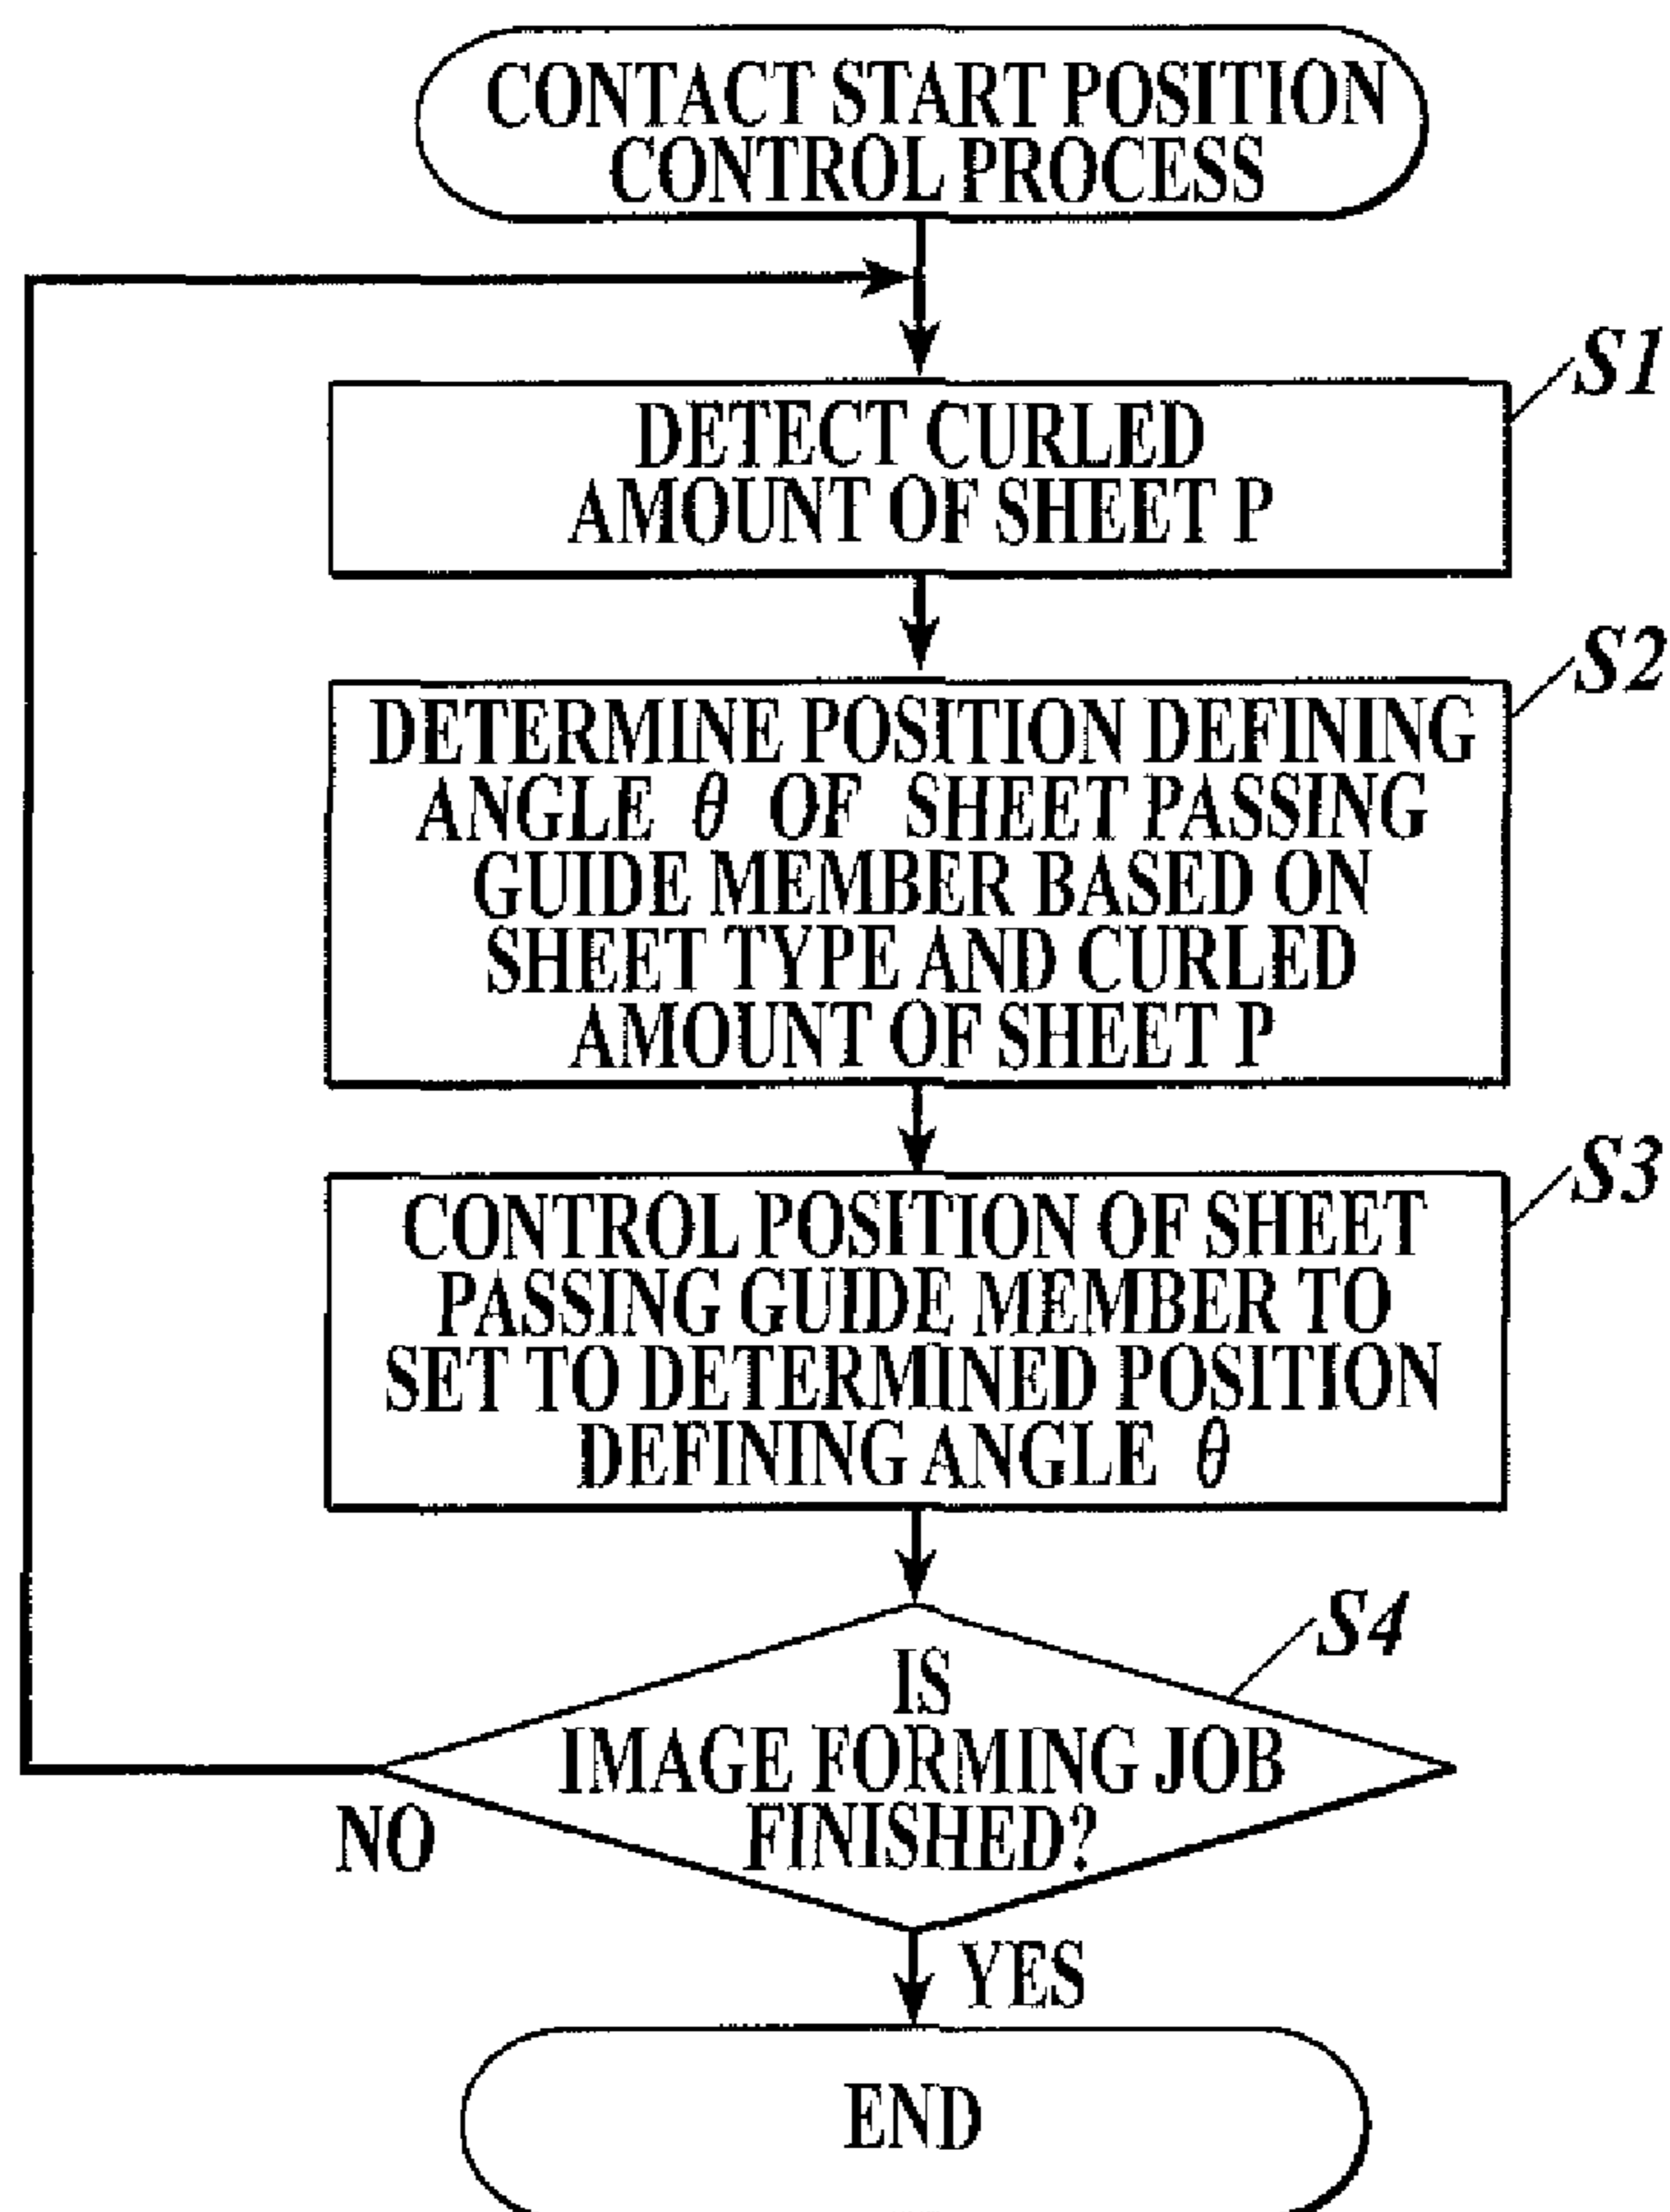 CONTACT START POSITION
CONTROL PROCESS
S1
DETECT CURLED
AMOUNT OF SHEET P
S2
DETERMINE POSITION DEFINING
ANGLE θ OF SHEET PASSING
GUIDE MEMBER BASED ON
SHEET TYPE AND CURLED
AMOUNT OF SHEET P
S3
CONTROL POSITION OF SHEET
PASSING GUIDE MEMBER TO
SET TO DETERMINED POSITION
DEFINING ANGLE θ
S4
IS
IMAGE FORMING JOB
FINISHED?
NO
YES
END